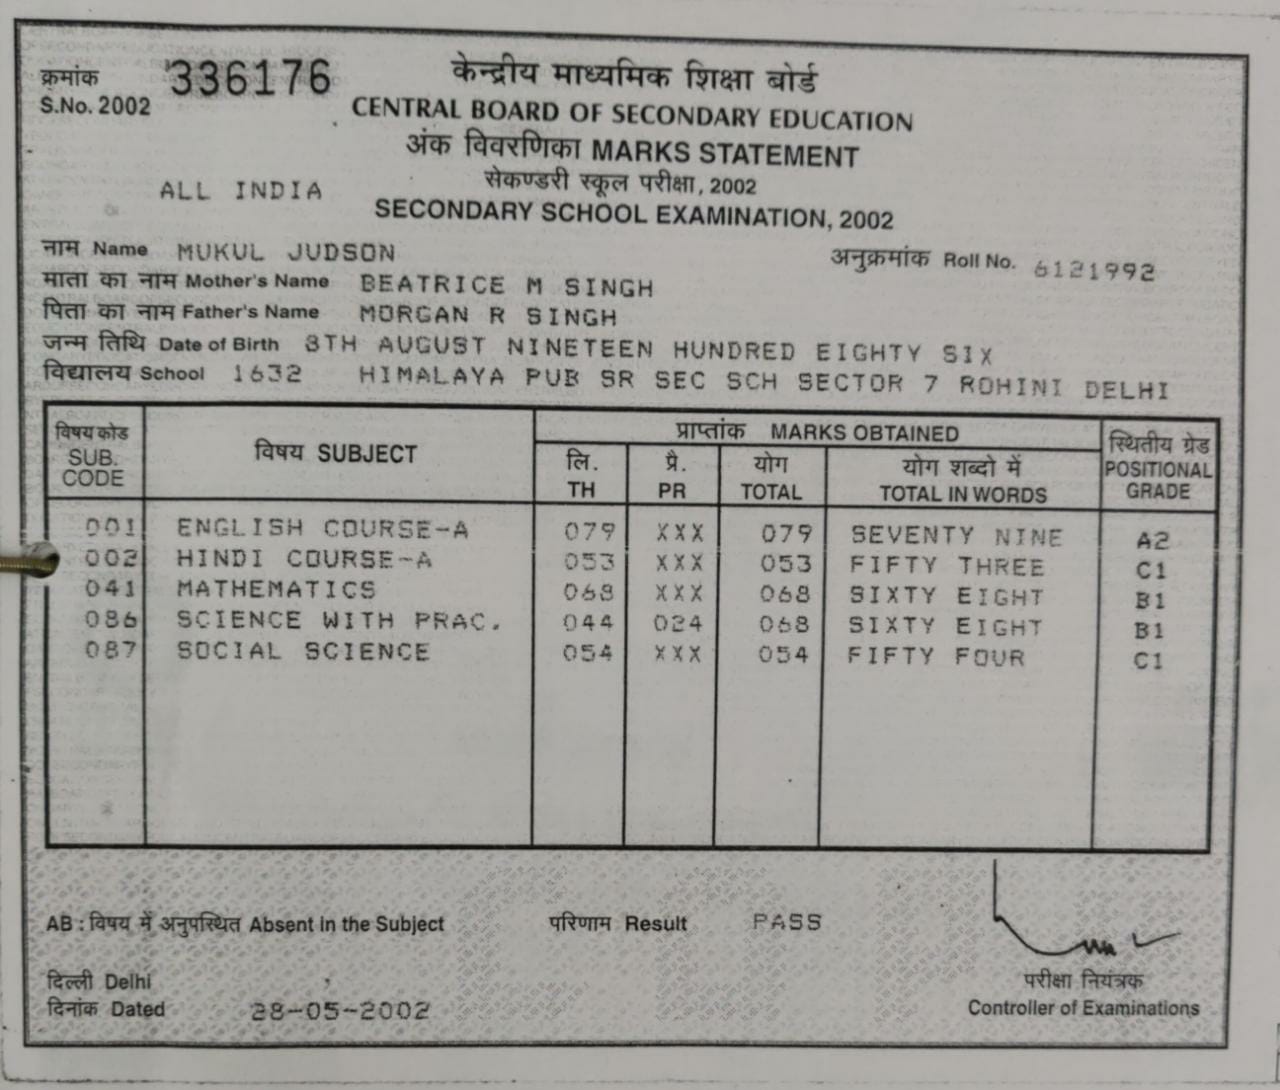 क्रमांक 336176 केन्द्रीय माध्यमिक शिक्षा बोर्ड
S.No. 2002 CENTRAL BOARD OF SECONDARY EDUCATION
अंक विवरणिका MARKS STATEMENT
सेकण्डरी स्कूल परीक्षा, 2002
ALL INDIA
SECONDARY SCHOOL EXAMINATION, 2002
नाम Name MUKUL JUDSON अनुक्रमांक Roll No. 6121992
माता का नाम Mother's Name BEATRICE M SINGH
पिता का नाम Father's Name MORGAN R SINGH
जन्म तिथि Date of Birth 8TH AUGUST NINETEEN HUNDRED EIGHTY SIX
विद्यालय School 1632 HIMALAYA PUB SR SEC SCH SECTOR 7 ROHINI DELHI
विषय कोड SUB. CODE विषय SUBJECT प्राप्तांक MARKS OBTAINED स्थितीय ग्रेड POSITIONAL GRADE
लि. TH प्रै. PR योग TOTAL योग शब्दो में TOTAL IN WORDS
001 ENGLISH COURSE-A 079 XXX 079 SEVENTY NINE A2
002 HINDI COURSE-A 053 XXX 053 FIFTY THREE C1
041 MATHEMATICS 068 XXX 068 SIXTY EIGHT B1
086 SCIENCE WITH PRAC. 044 024 068 SIXTY EIGHT B1
087 SOCIAL SCIENCE 054 XXX 054 FIFTY FOUR C1
AB : विषय में अनुपस्थित Absent in the Subject परिणाम Result PASS
दिल्ली Delhi परीक्षा नियंत्रक
दिनांक Dated 28-05-2002 Controller of Examinations